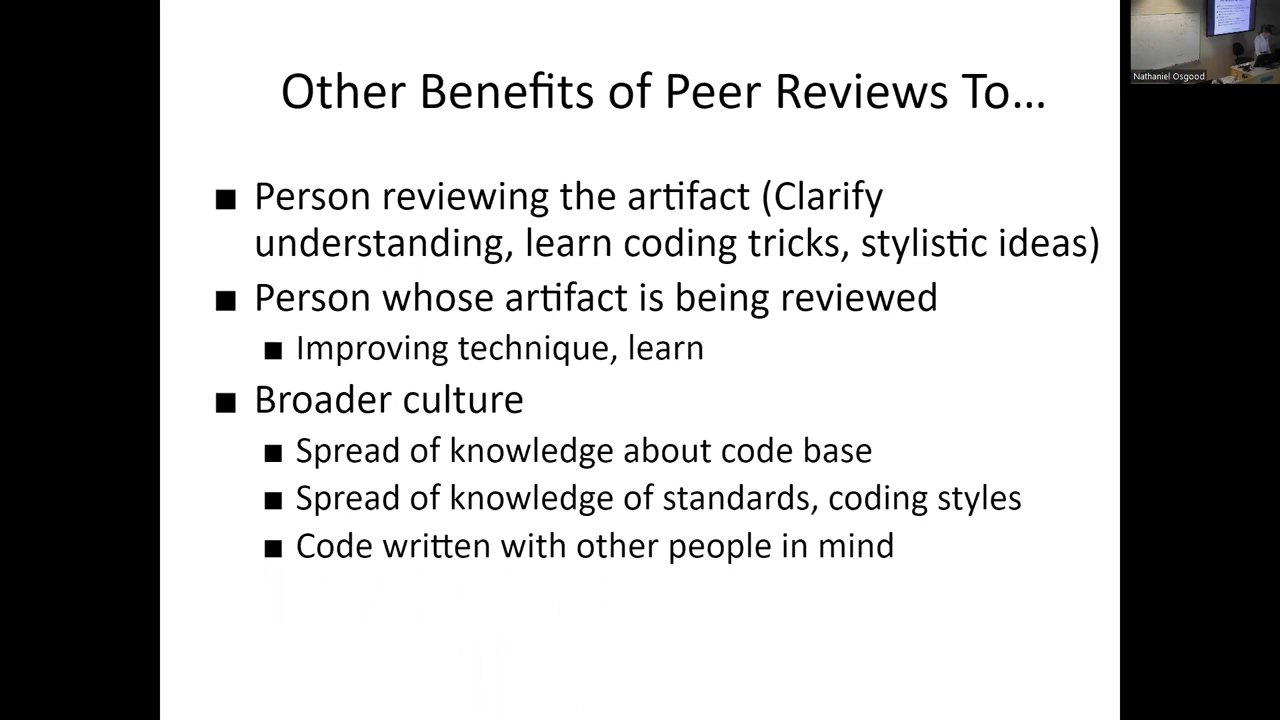 Other Benefits of Peer Reviews To...
■ Person reviewing the artifact (Clarify
understanding, learn coding tricks, stylistic ideas)
■ Person whose artifact is being reviewed
■ Improving technique, learn
■ Broader culture
■ Spread of knowledge about code base
■ Spread of knowledge of standards, coding styles
■ Code written with other people in mind
Nathaniel Osgood